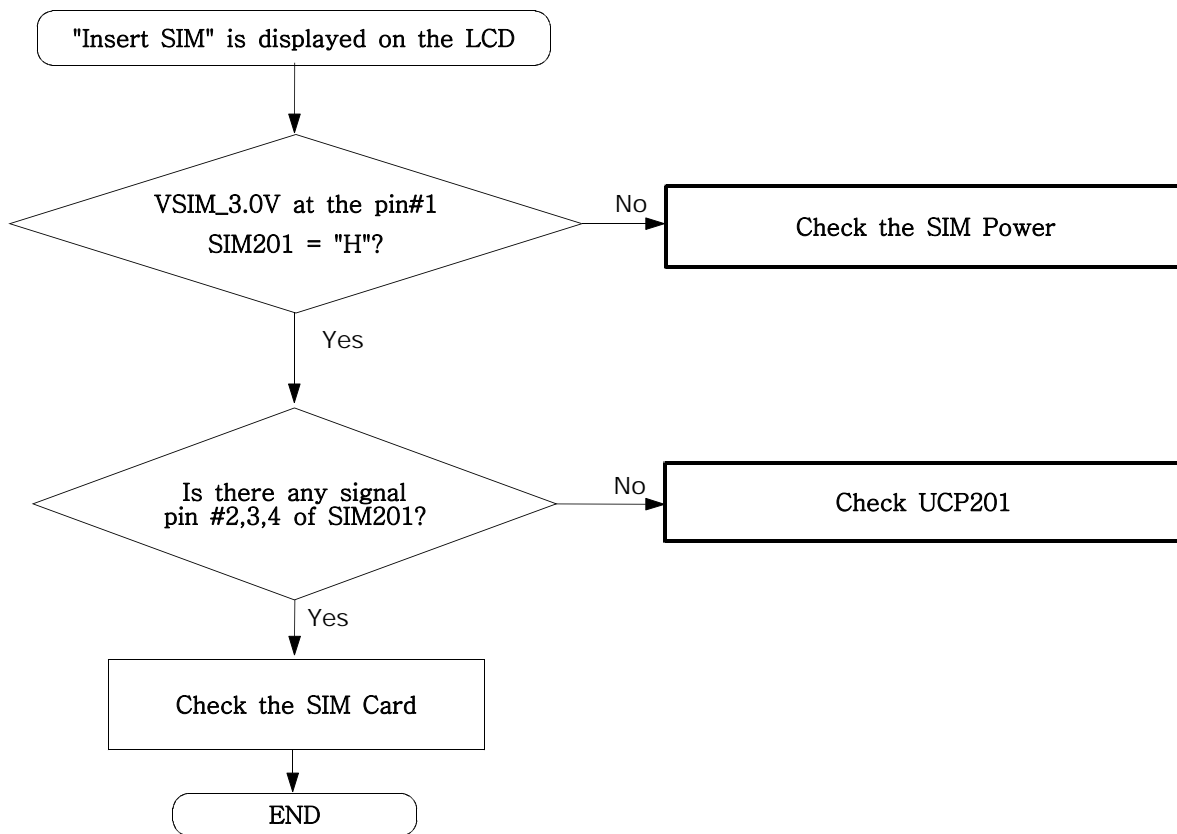 "Insert SIM" is displayed on the LCD
VSIM_3.0V at the pin#1
SIM201 = "H"?
No
Check the SIM Power
Yes
Is there any signal
pin #2,3,4 of SIM201?
No
Check UCP201
Yes
Check the SIM Card
END